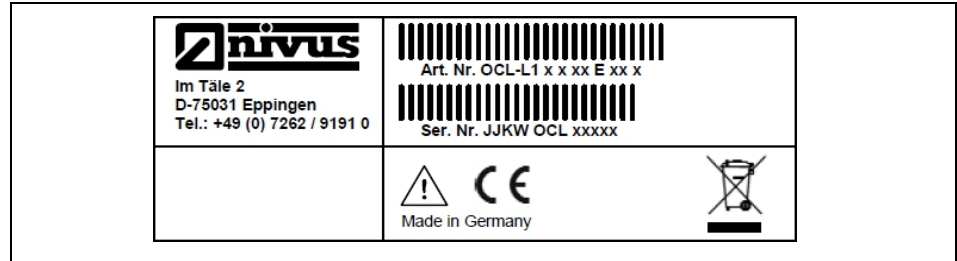 nivus
Im Täle 2
D-75031 Eppingen
Tel.: +49 (0) 7262 / 9191 0
Art. Nr. OCL-L1 x x xx E xx x
Ser. Nr. JJKW OCL xxxxx
CE
Made in Germany